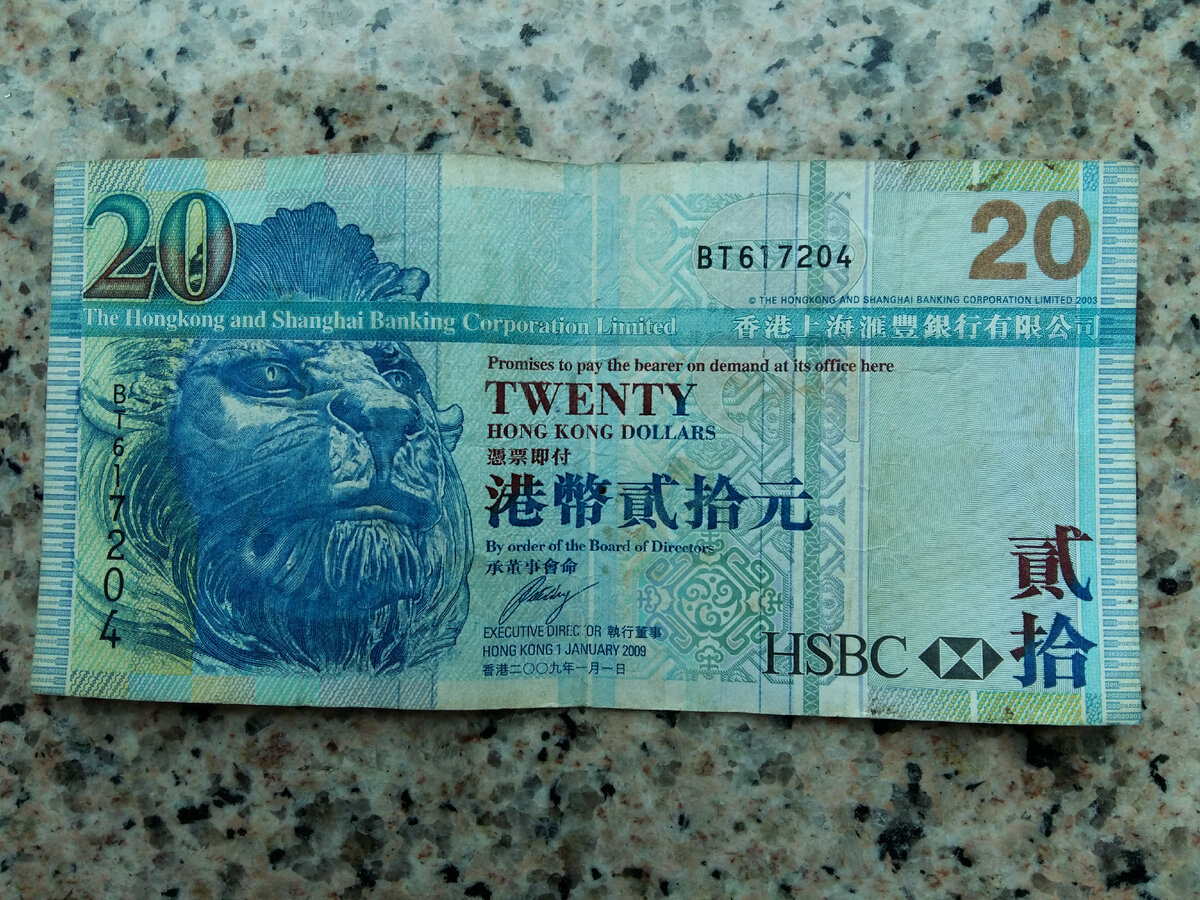 20
BT617204
20
© THE HONGKONG AND SHANGHAI BANKING CORPORATION LIMITED 2003
The Hongkong and Shanghai Banking Corporation Limited 香港上海滙豐銀行有限公司
Promises to pay the bearer on demand at its office here
TWENTY
HONG KONG DOLLARS
憑票即付
港幣貳拾元
By order of the Board of Directors
承董事會命
EXECUTIVE DIRECTOR 執行董事
HONG KONG 1 JANUARY 2009
香港二〇〇九年一月一日
BT617204
HSBC
貳拾